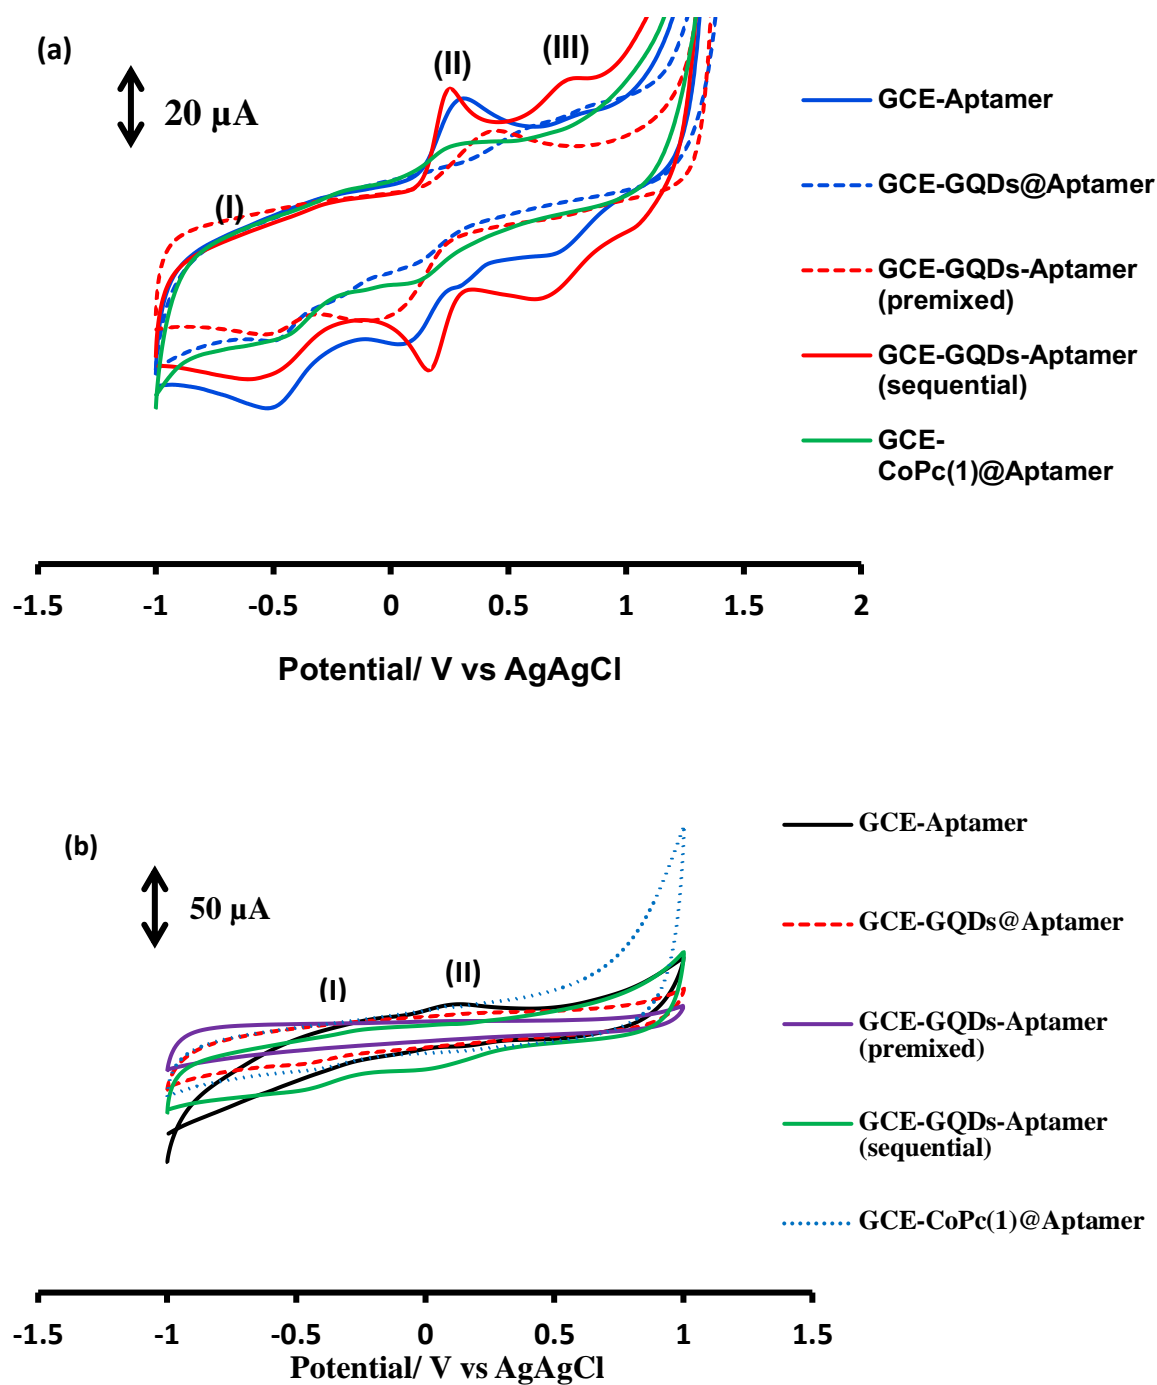 (a)
20 µA
(I)
(II)
(III)
GCE-Aptamer
GCE-GQDs@Aptamer
GCE-GQDs-Aptamer
(premixed)
GCE-GQDs-Aptamer
(sequential)
GCE-
CoPc(1)@Aptamer
-1.5 -1 -0.5 0 0.5 1 1.5 2
Potential/ V vs AgAgCl
(b)
50 µA
(I)
(II)
GCE-Aptamer
GCE-GQDs@Aptamer
GCE-GQDs-Aptamer
(premixed)
GCE-GQDs-Aptamer
(sequential)
GCE-CoPc(1)@Aptamer
-1.5 -1 -0.5 0 0.5 1 1.5
Potential/ V vs AgAgCl